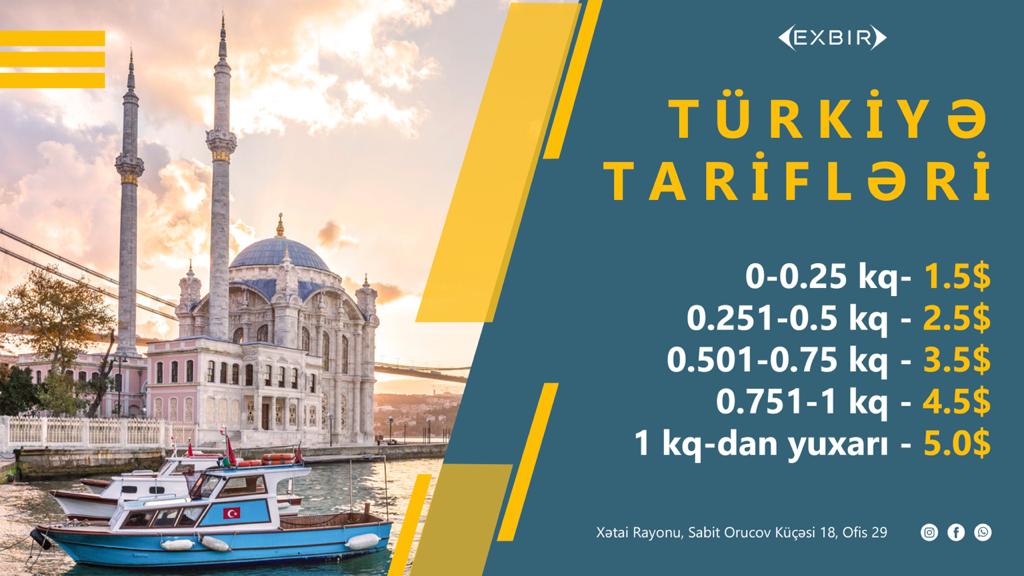 EXBIR
TÜRKİYƏ
TARİFLƏRİ
0-0.25 kq- 1.5$
0.251-0.5 kq - 2.5$
0.501-0.75 kq - 3.5$
0.751-1 kq - 4.5$
1 kq-dan yuxarı - 5.0$
Xətai Rayonu, Sabit Orucov Küçəsi 18, Ofis 29